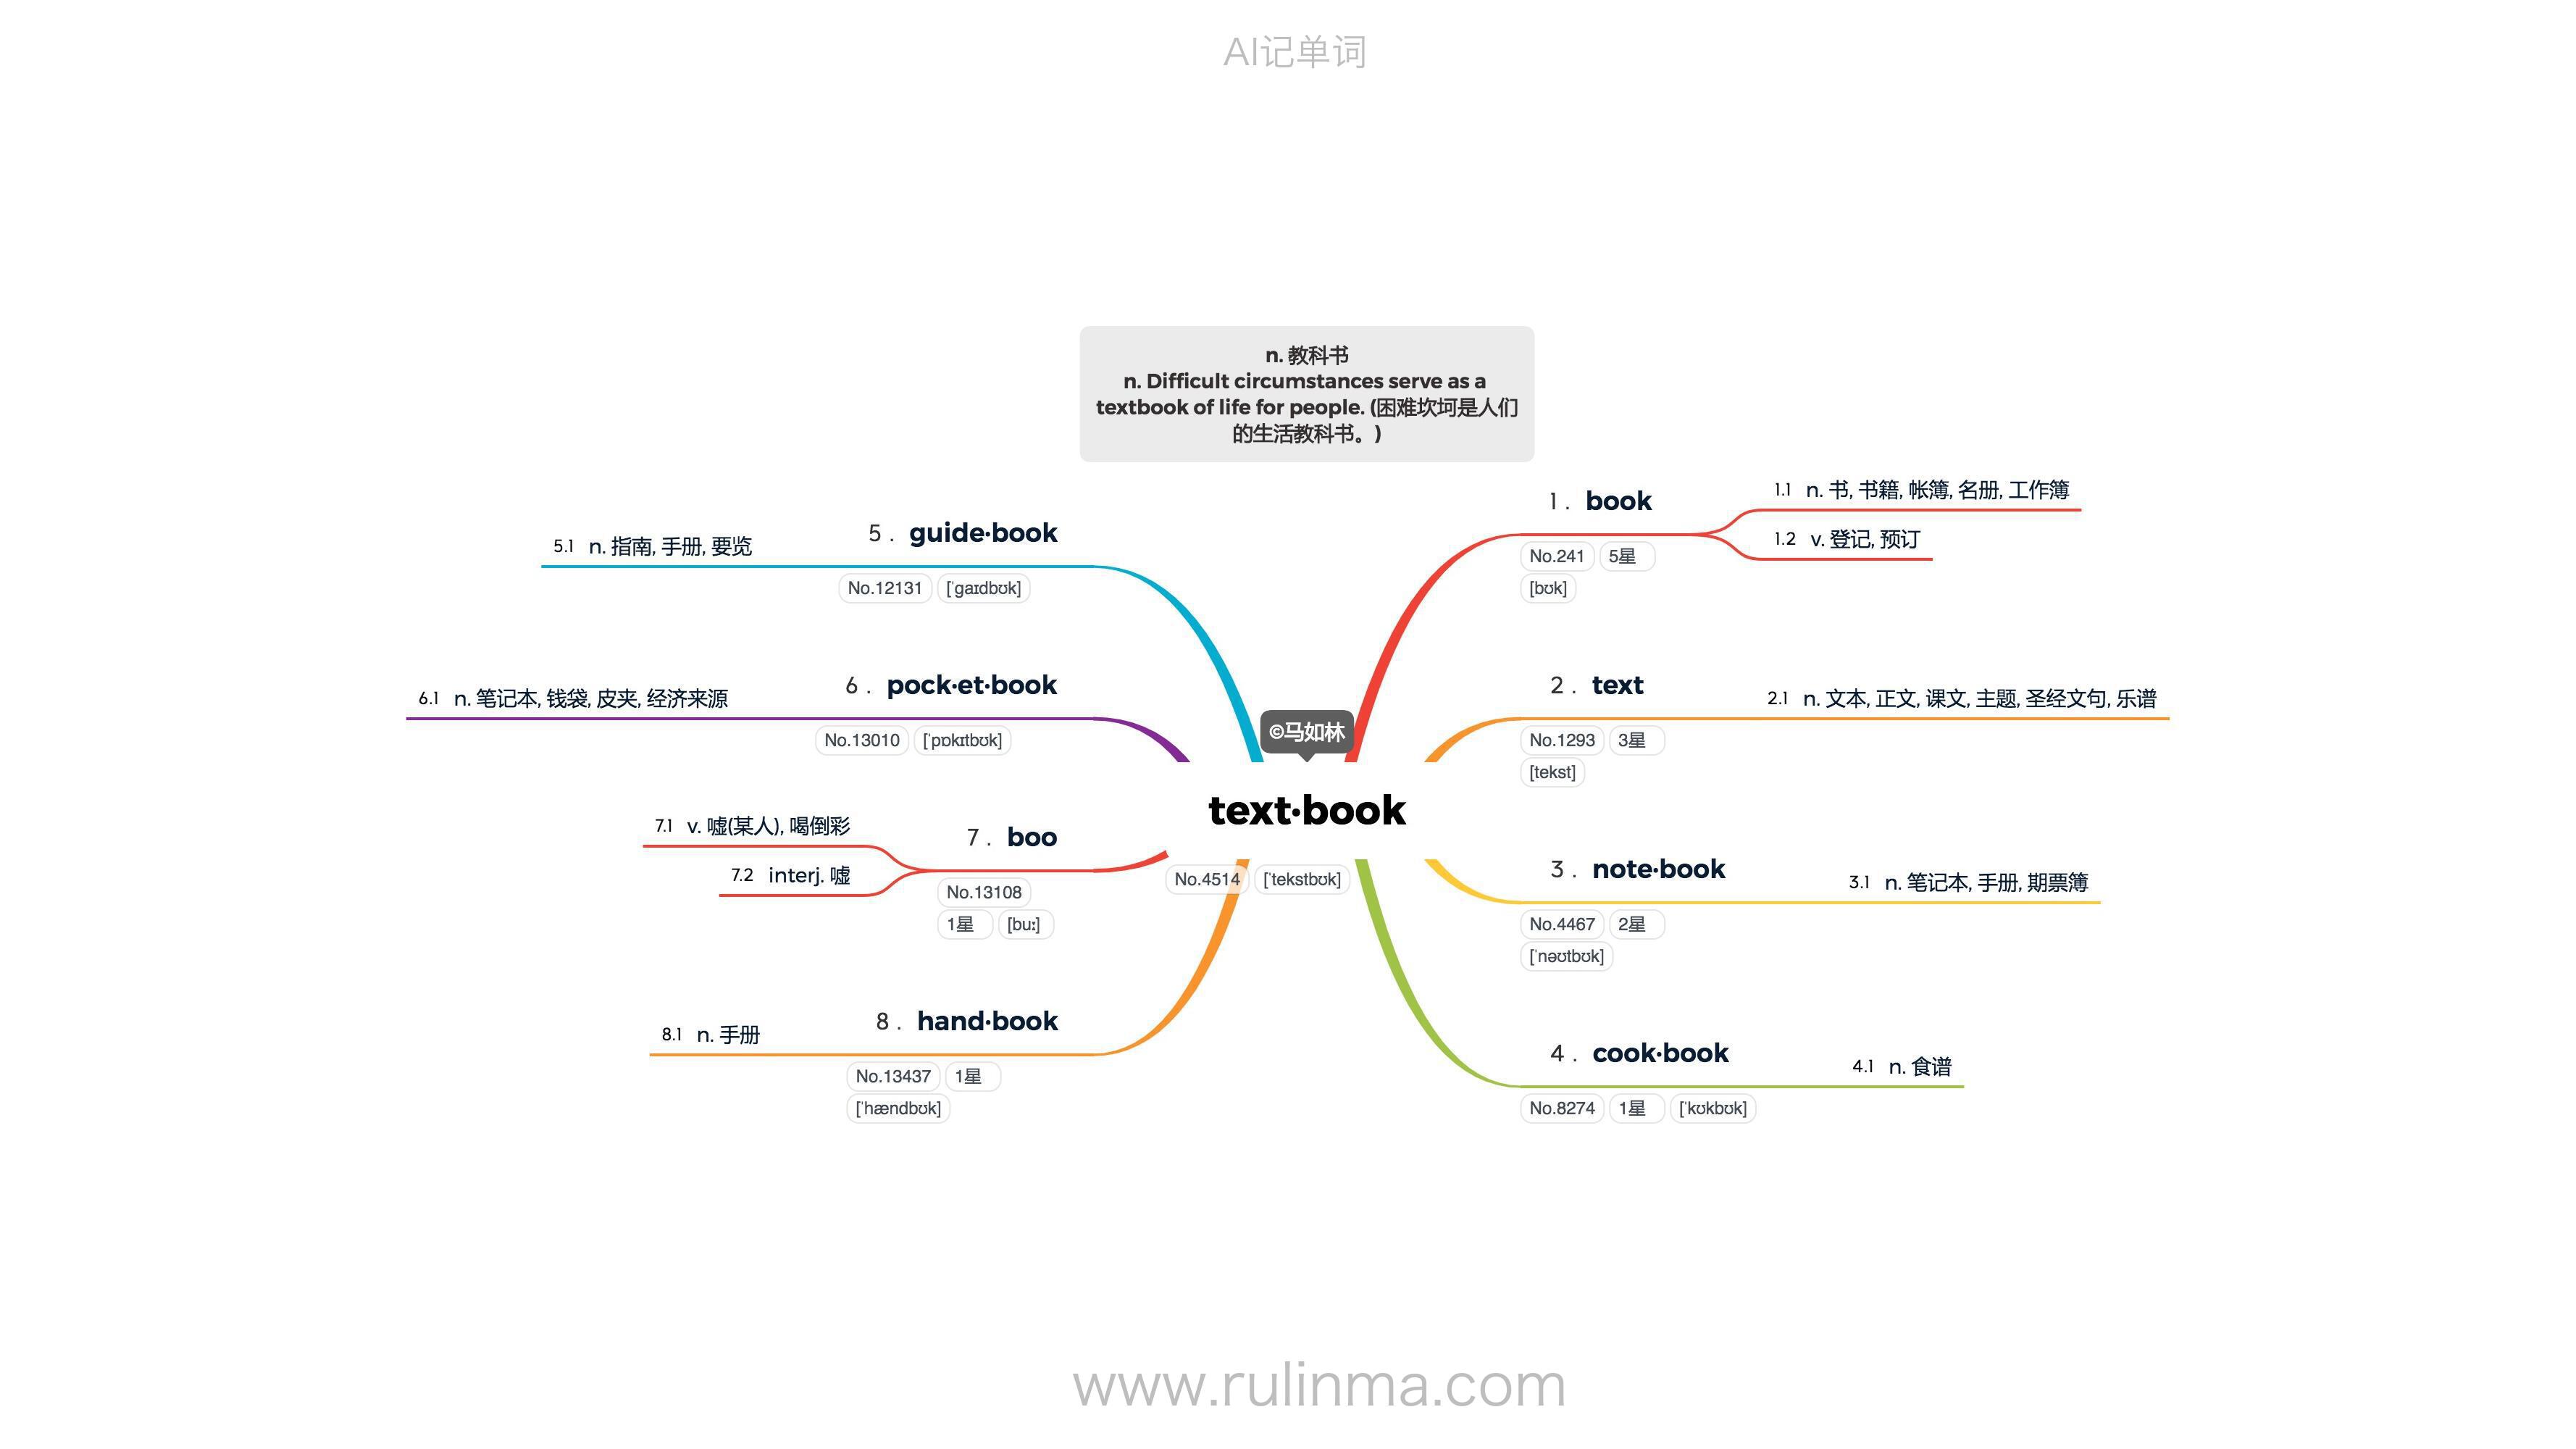 AI记单词
n. 教科书
n. Difficult circumstances serve as a
textbook of life for people. (困难坎坷是人们
的生活教科书。)
©马如林
text·book
No.4514 [ˈtekstbʊk]
1. book
No.241 5星
[bʊk]
1.1 n. 书, 书籍, 帐簿, 名册, 工作簿
1.2 v. 登记, 预订
2. text
No.1293 3星
[tekst]
2.1 n. 文本, 正文, 课文, 主题, 圣经文句, 乐谱
3. note·book
No.4467 2星
[ˈnəʊtbʊk]
3.1 n. 笔记本, 手册, 期票簿
4. cook·book
No.8274 1星 [ˈkʊkbʊk]
4.1 n. 食谱
5. guide·book
No.12131 [ˈgaɪdbʊk]
5.1 n. 指南, 手册, 要览
6. pock·et·book
No.13010 [ˈpɒkɪtbʊk]
6.1 n. 笔记本, 钱袋, 皮夹, 经济来源
7. boo
No.13108
1星 [buː]
7.1 v. 嘘(某人), 喝倒彩
7.2 interj. 嘘
8. hand·book
No.13437 1星
[ˈhændbʊk]
8.1 n. 手册
www.rulinma.com